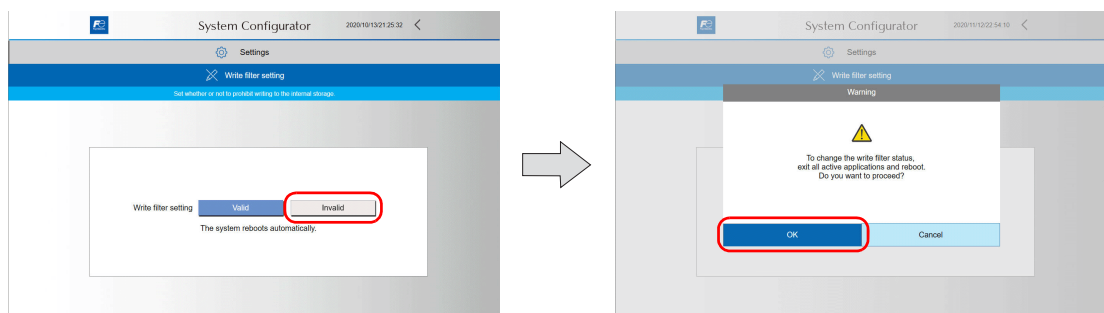 System Configurator 2020/10/13/21:25:32
Settings
Write filter setting
Set whether or not to prohibit writing to the internal storage.
Write filter setting Valid Invalid
The system reboots automatically.
System Configurator 2020/11/12/22:54:10
Settings
Write filter setting
Warning
To change the write filter status,
exit all active applications and reboot.
Do you want to proceed?
OK Cancel